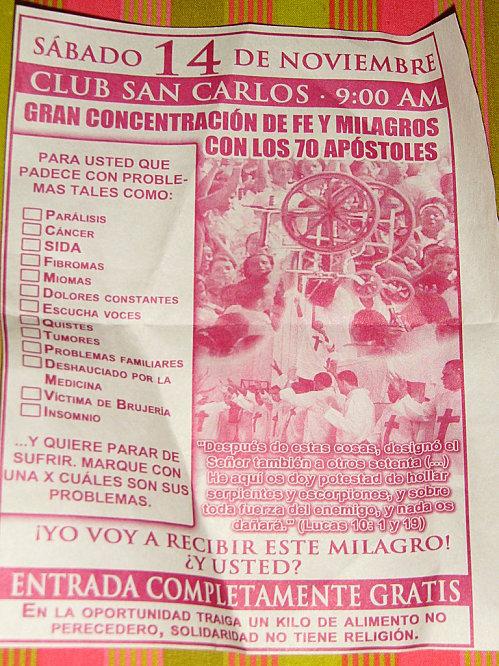 SÁBADO 14 DE NOVIEMBRE
CLUB SAN CARLOS · 9:00 AM
GRAN CONCENTRACIÓN DE FE Y MILAGROS
CON LOS 70 APÓSTOLES
PARA USTED QUE
PADECE CON PROBLE-
MAS TALES COMO:
PARÁLISIS
CÁNCER
SIDA
FIBROMAS
MIOMAS
DOLORES CONSTANTES
ESCUCHA VOCES
QUISTES
TUMORES
PROBLEMAS FAMILIARES
DESHAUCIADO POR LA
MEDICINA
VÍCTIMA DE BRUJERÍA
INSOMNIO
...Y QUIERE PARAR DE
SUFRIR. MARQUE CON
UNA X CUÁLES SON SUS
PROBLEMAS.
"Después de estas cosas, designó el
Señor también a otros setenta (...)
He aquí os doy potestad de hollar
serpientes y escorpiones, y sobre
toda fuerza del enemigo, y nada os
dañará." (Lucas 10: 1 y 19)
¡YO VOY A RECIBIR ESTE MILAGRO!
¿Y USTED?
ENTRADA COMPLETAMENTE GRATIS
EN LA OPORTUNIDAD TRAIGA UN KILO DE ALIMENTO NO
PERECEDERO, SOLIDARIDAD NO TIENE RELIGIÓN.